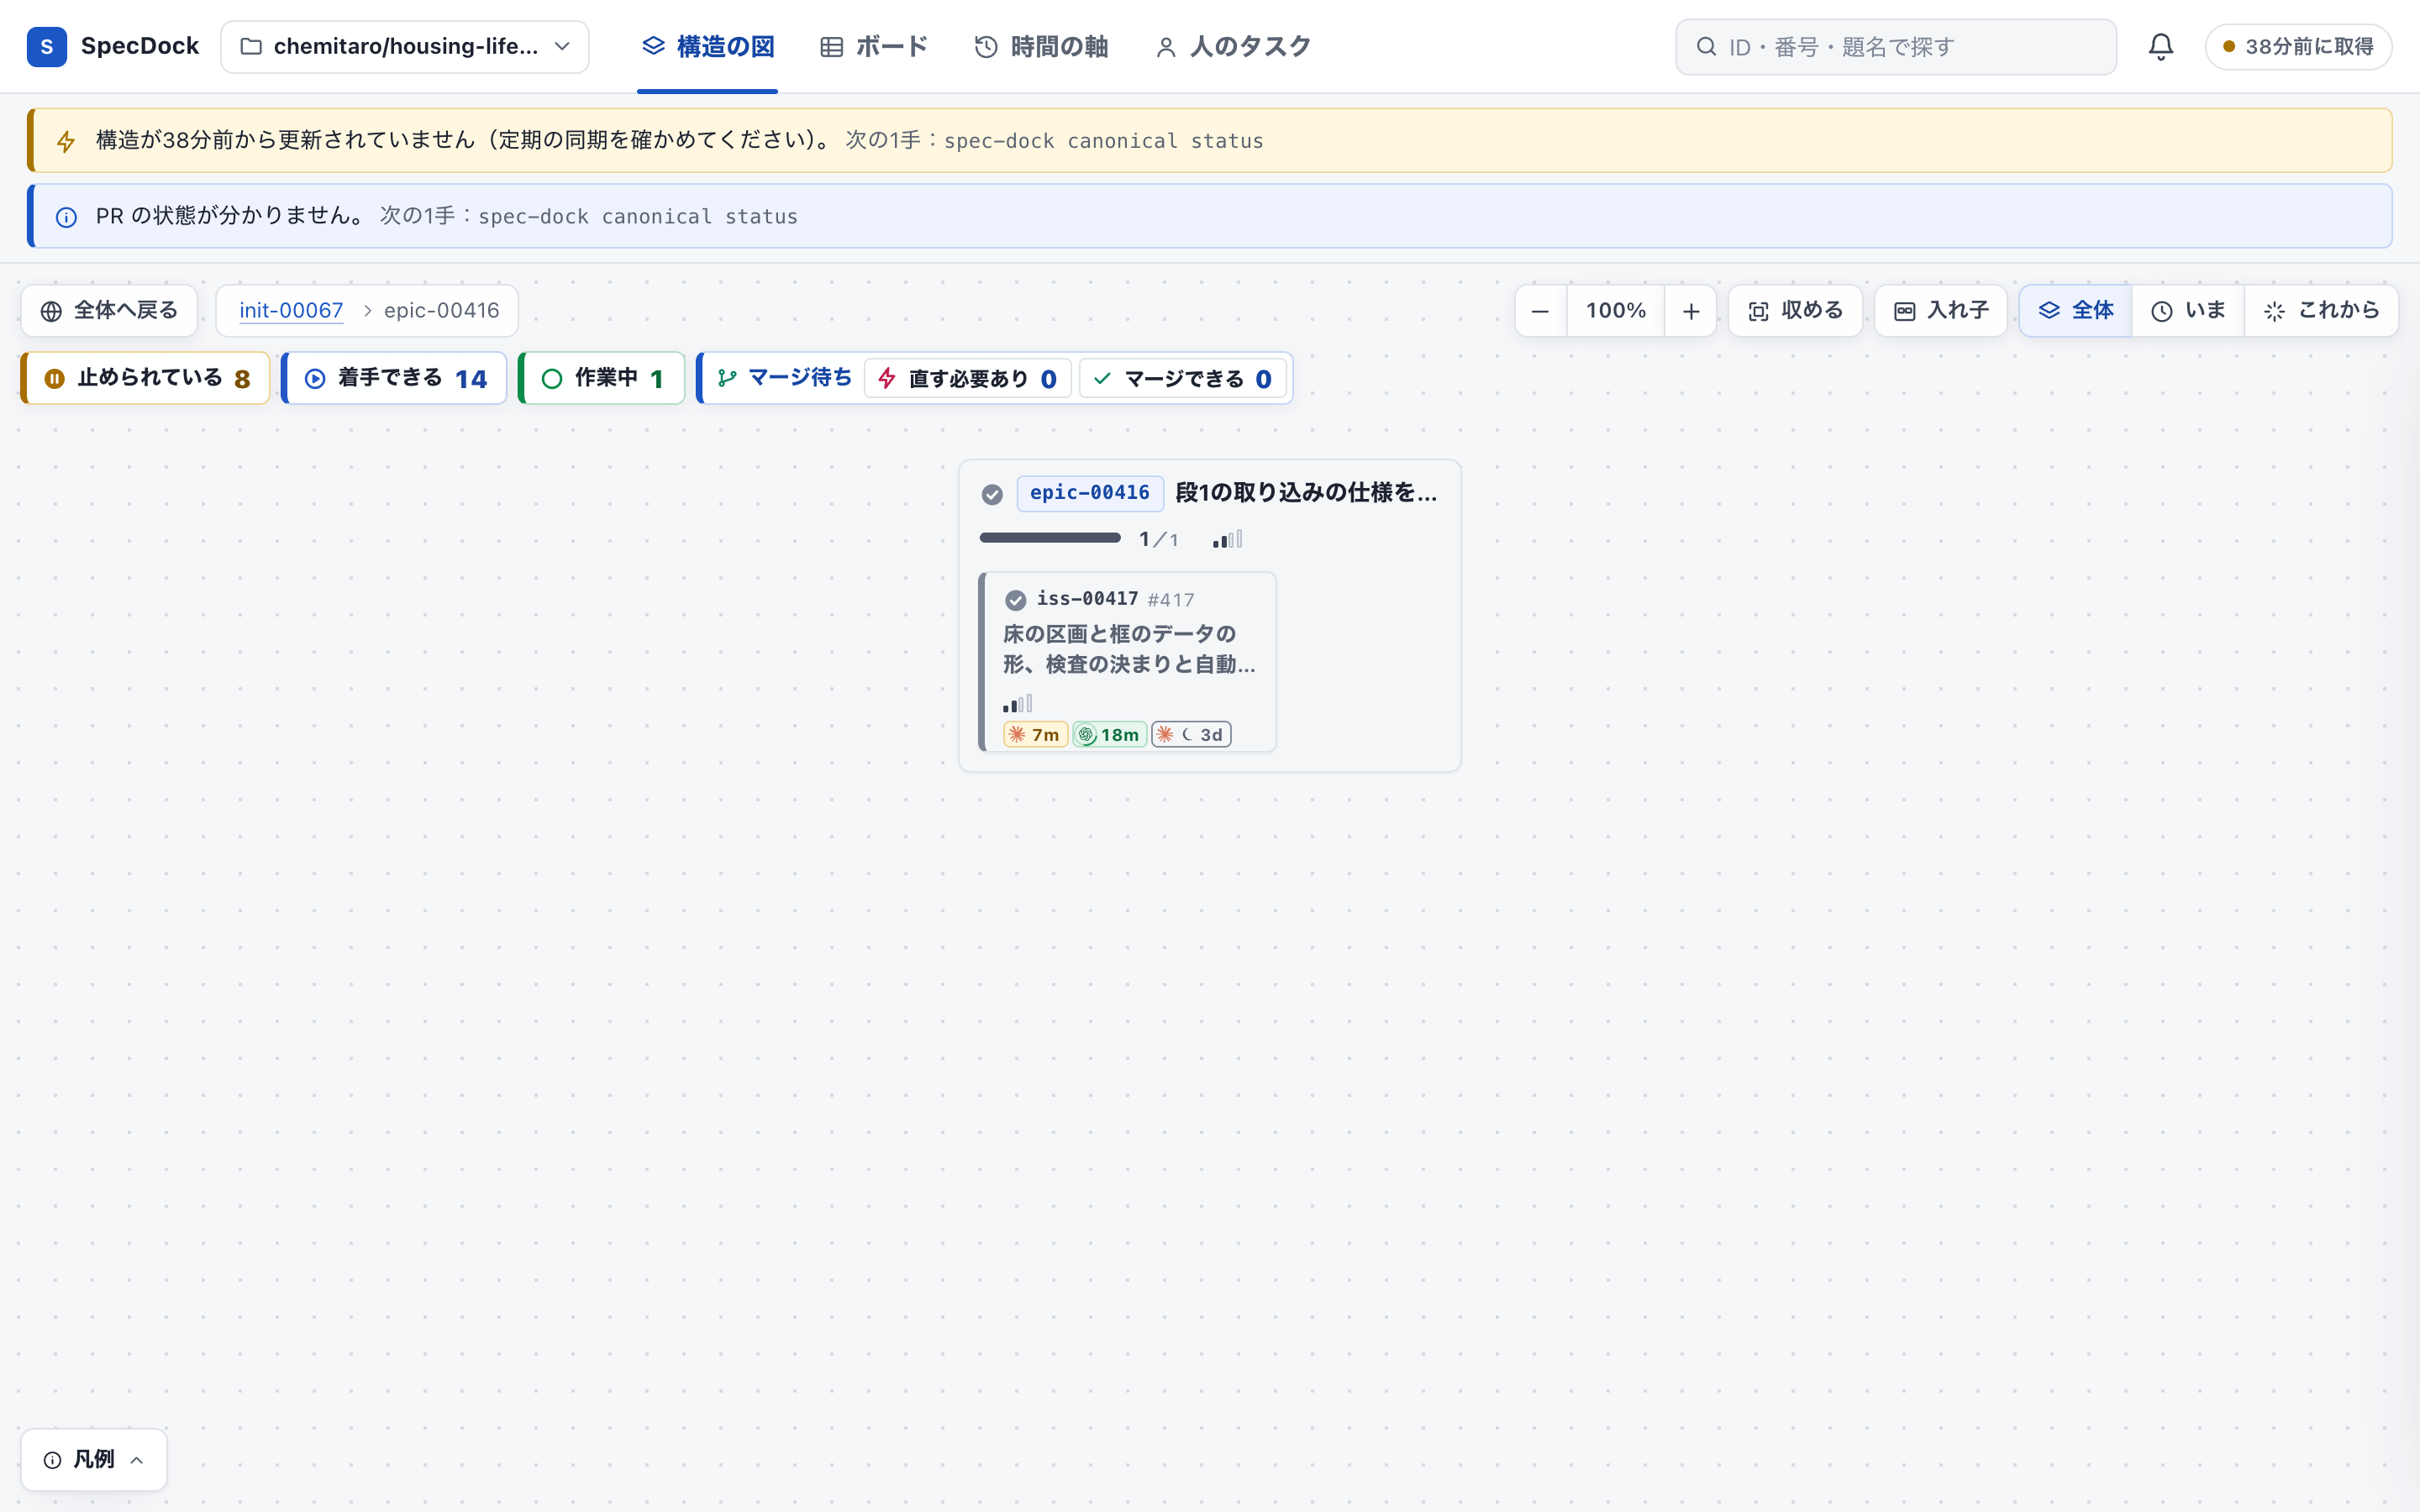 S SpecDock
chemitaro/housing-life...
構造の図
ボード
時間の軸
人のタスク
ID・番号・題名で探す
38分前に取得
構造が38分前から更新されていません（定期の同期を確かめてください）。 次の1手：spec-dock canonical status
PR の状態が分かりません。 次の1手：spec-dock canonical status
全体へ戻る
init-00067 > epic-00416
− 100% +
収める
入れ子
全体
いま
これから
止められている 8
着手できる 14
作業中 1
マージ待ち
直す必要あり 0
マージできる 0
epic-00416 段1の取り込みの仕様を...
1/1
iss-00417 #417
床の区画と框のデータの
形、検査の決まりと自動...
7m 18m 3d
凡例